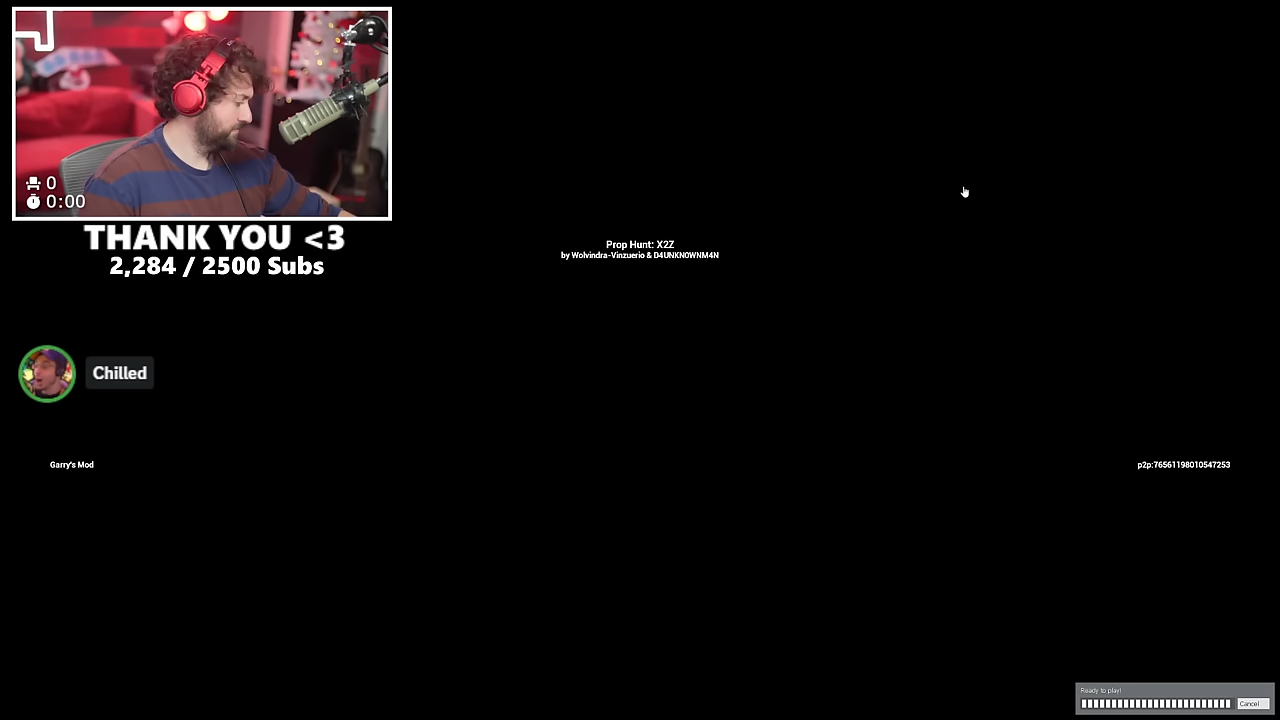 0
0:00
THANK YOU <3
2,284 / 2500 Subs
Prop Hunt: X2Z
by Wolvindra-Vinzuerio & D4UNKN0WNM4N
Chilled
Garry's Mod
p2p:76561198010547253
Ready to play!
Cancel